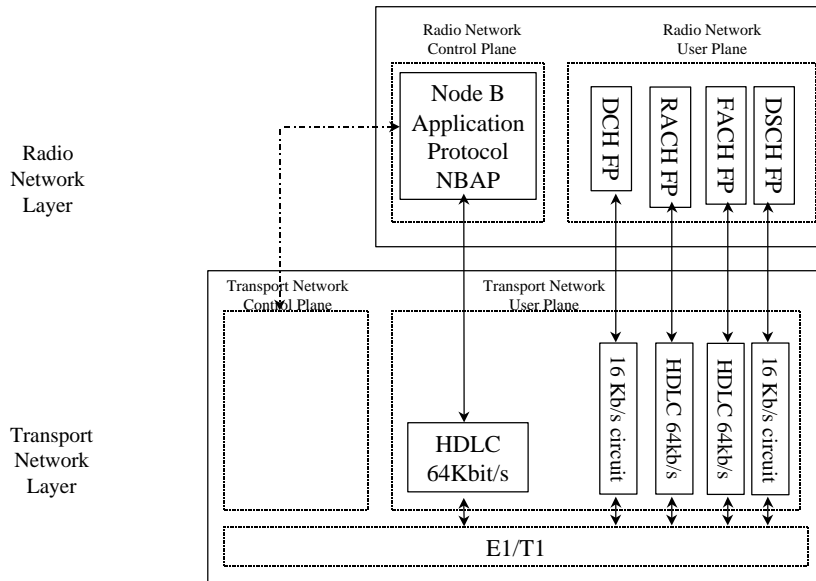 Radio Network
Control Plane
Radio Network
User Plane
Node B
Application
Protocol
NBAP
DCH FP
RACH FP
FACH FP
DSCH FP
Radio
Network
Layer
Transport Network
Control Plane
Transport Network
User Plane
HDLC
64Kbit/s
16 Kb/s circuit
HDLC 64kb/s
HDLC 64kb/s
16 Kb/s circuit
Transport
Network
Layer
E1/T1